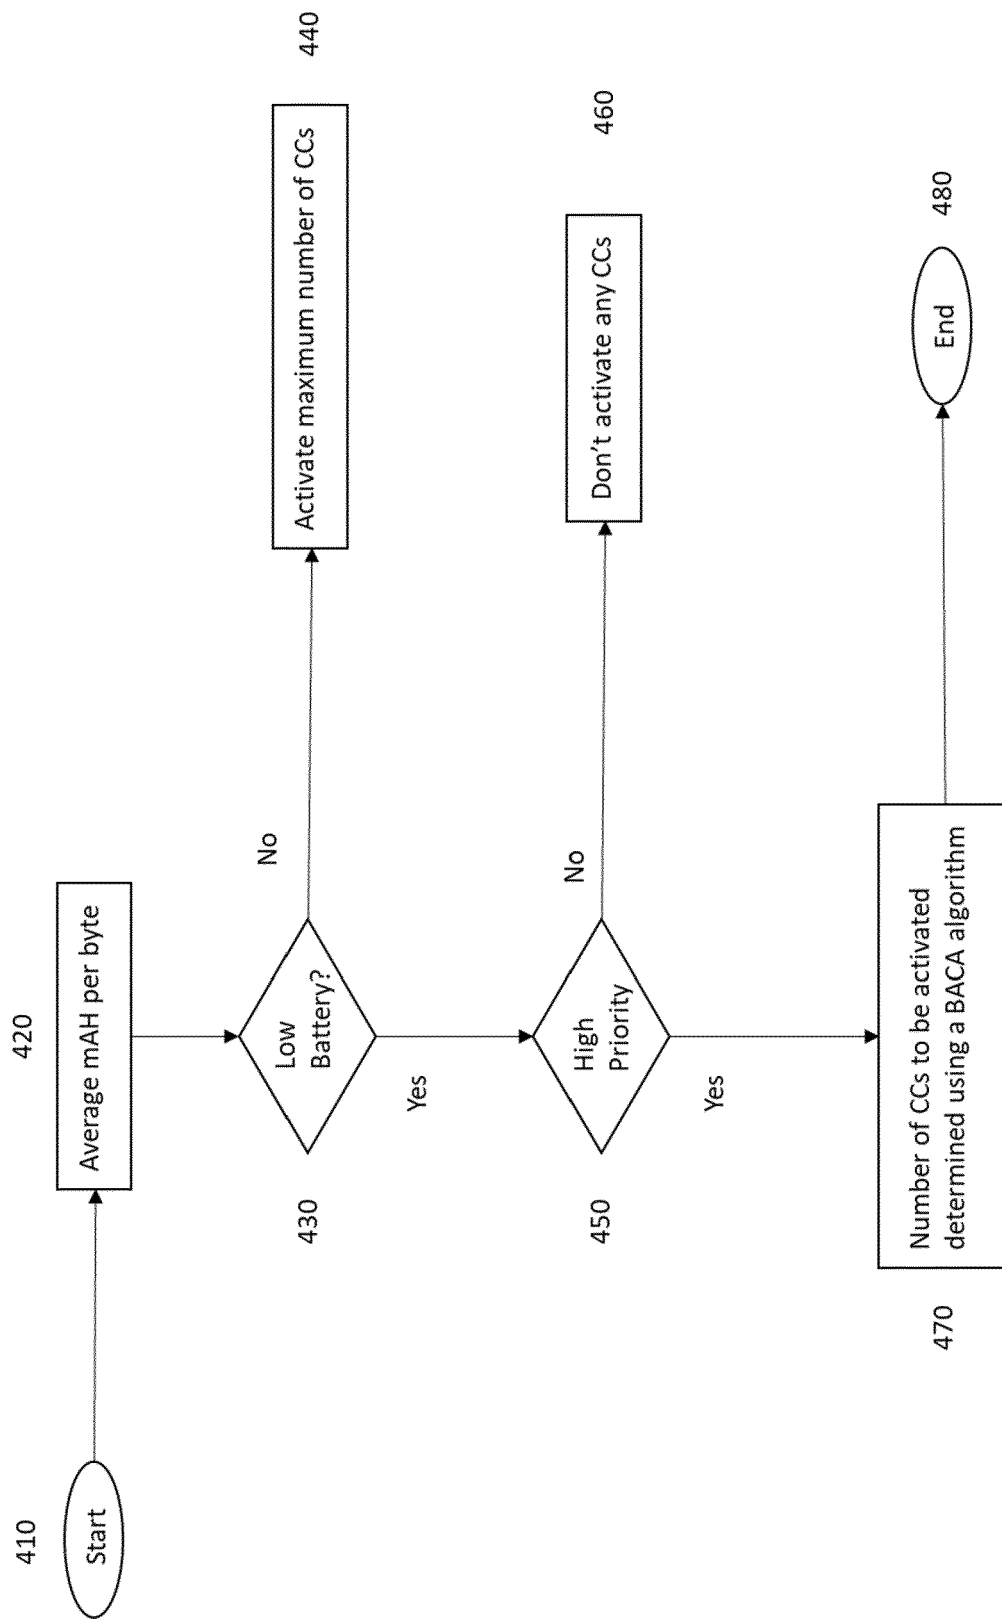 410
Start
420
Average mAH per byte
430
Low
Battery?
No
440
Activate maximum number of CCs
Yes
450
High
Priority
No
460
Don't activate any CCs
Yes
470
Number of CCs to be activated
determined using a BACA algorithm
480
End